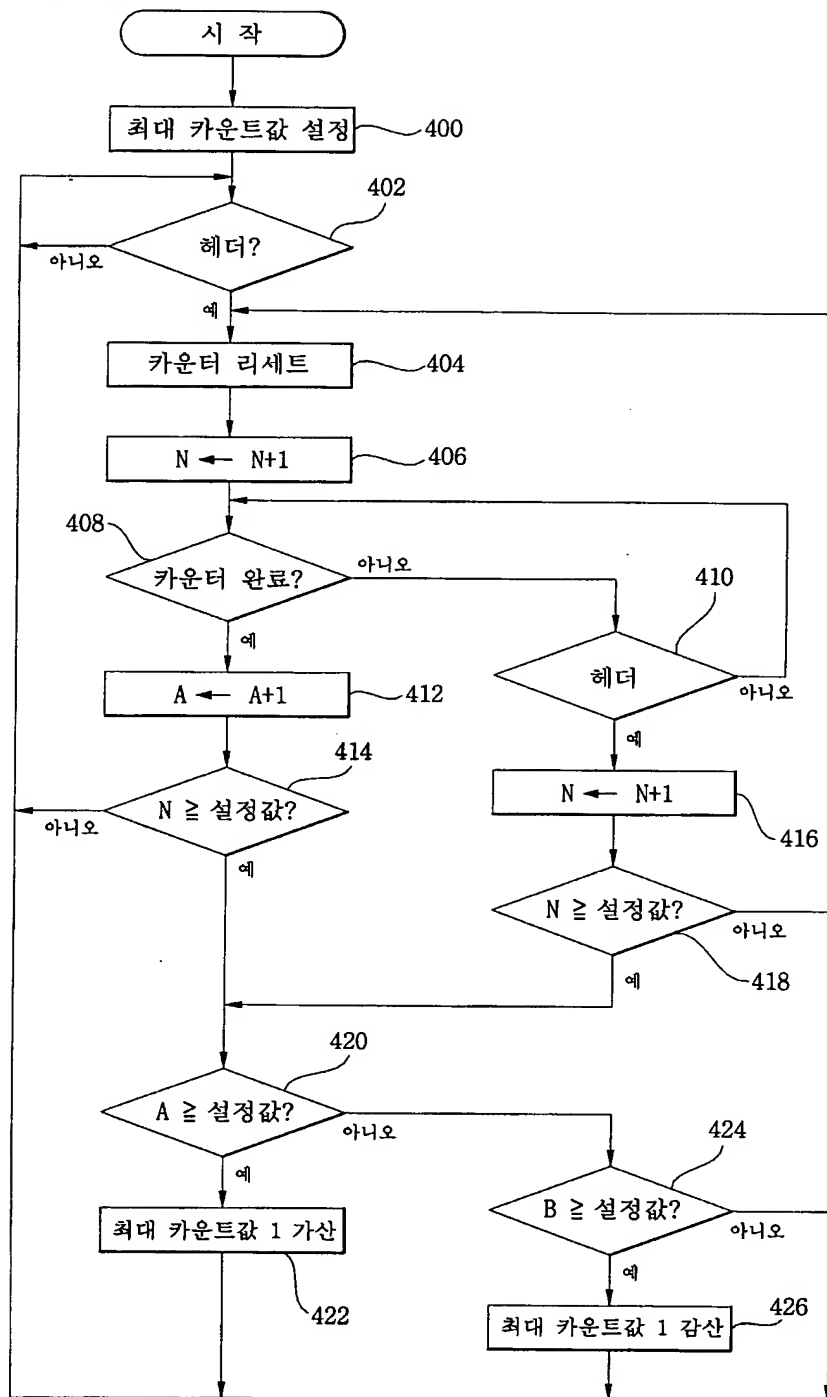 시 작
최대 카운트값 설정
400
402
헤더?
아니오
예
카운터 리세트
404
N ← N+1
406
408
카운터 완료?
아니오
410
예
헤더
아니오
A ← A+1
412
예
414
N ← N+1
N ≧ 설정값?
416
아니오
예
N ≧ 설정값?
아니오
418
예
420
A ≧ 설정값?
아니오
424
예
B ≧ 설정값?
아니오
최대 카운트값 1 가산
예
422
426
최대 카운트값 1 감산